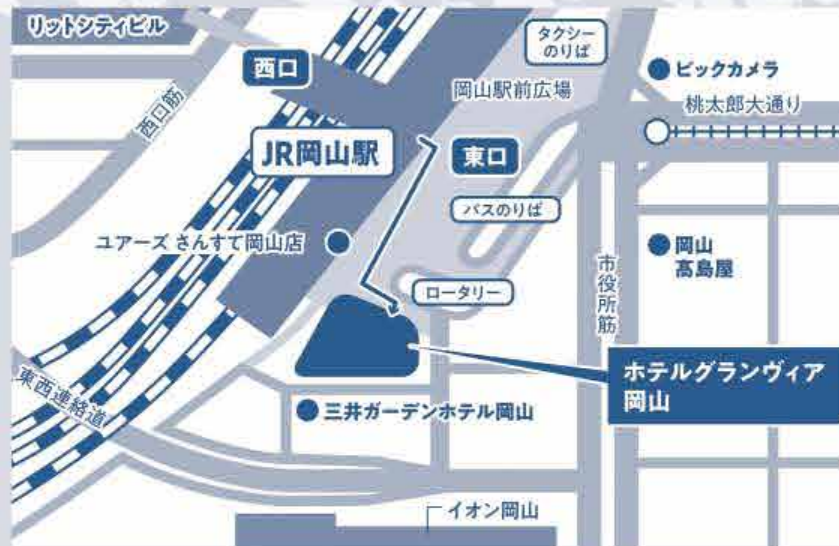 リットシティビル
タクシー
のりば
西口
ビックカメラ
岡山駅前広場
桃太郎大通り
西口筋
JR岡山駅
東口
バスのりば
ユアーズ さんすて岡山店
岡山
髙島屋
市役所筋
ロータリー
ホテルグランヴィア
岡山
東西連絡道
三井ガーデンホテル岡山
イオン岡山